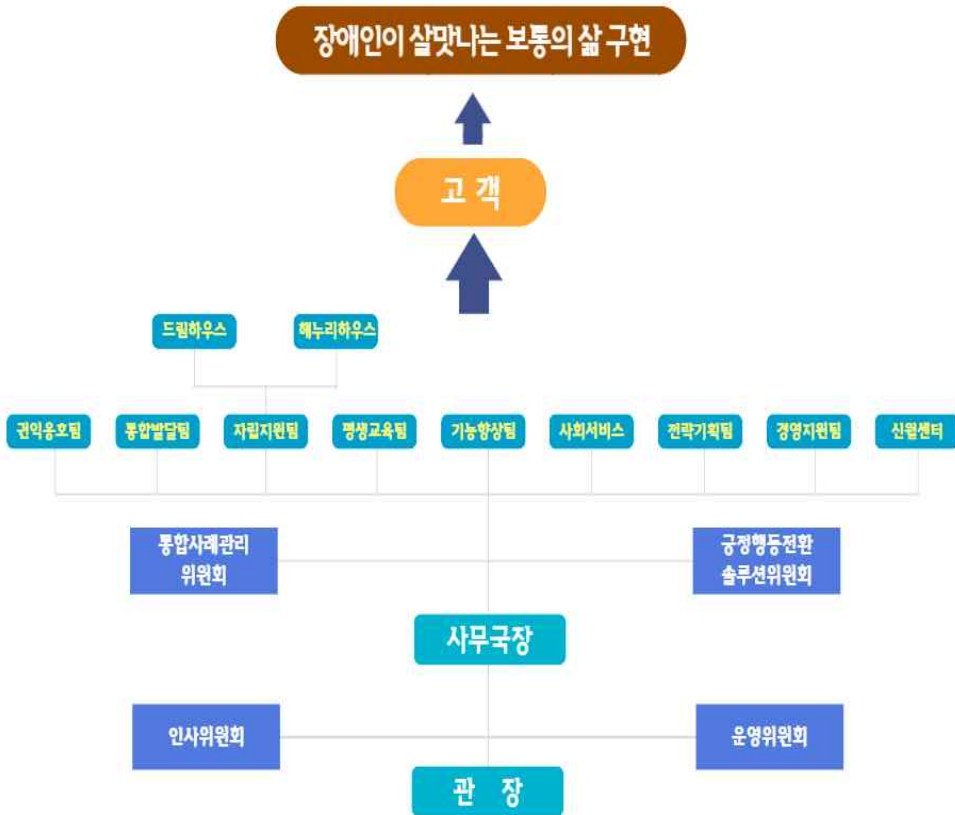 장애인이 살맛나는 보통의 삶 구현
고 객
드림하우스
해누리하우스
권익옹호팀
통합발달팀
자립지원팀
평생교육팀
기능향상팀
사회서비스
전략기획팀
경영지원팀
신월센터
통합사례관리
위원회
긍정행동전환
솔루션위원회
사무국장
인사위원회
운영위원회
관 장